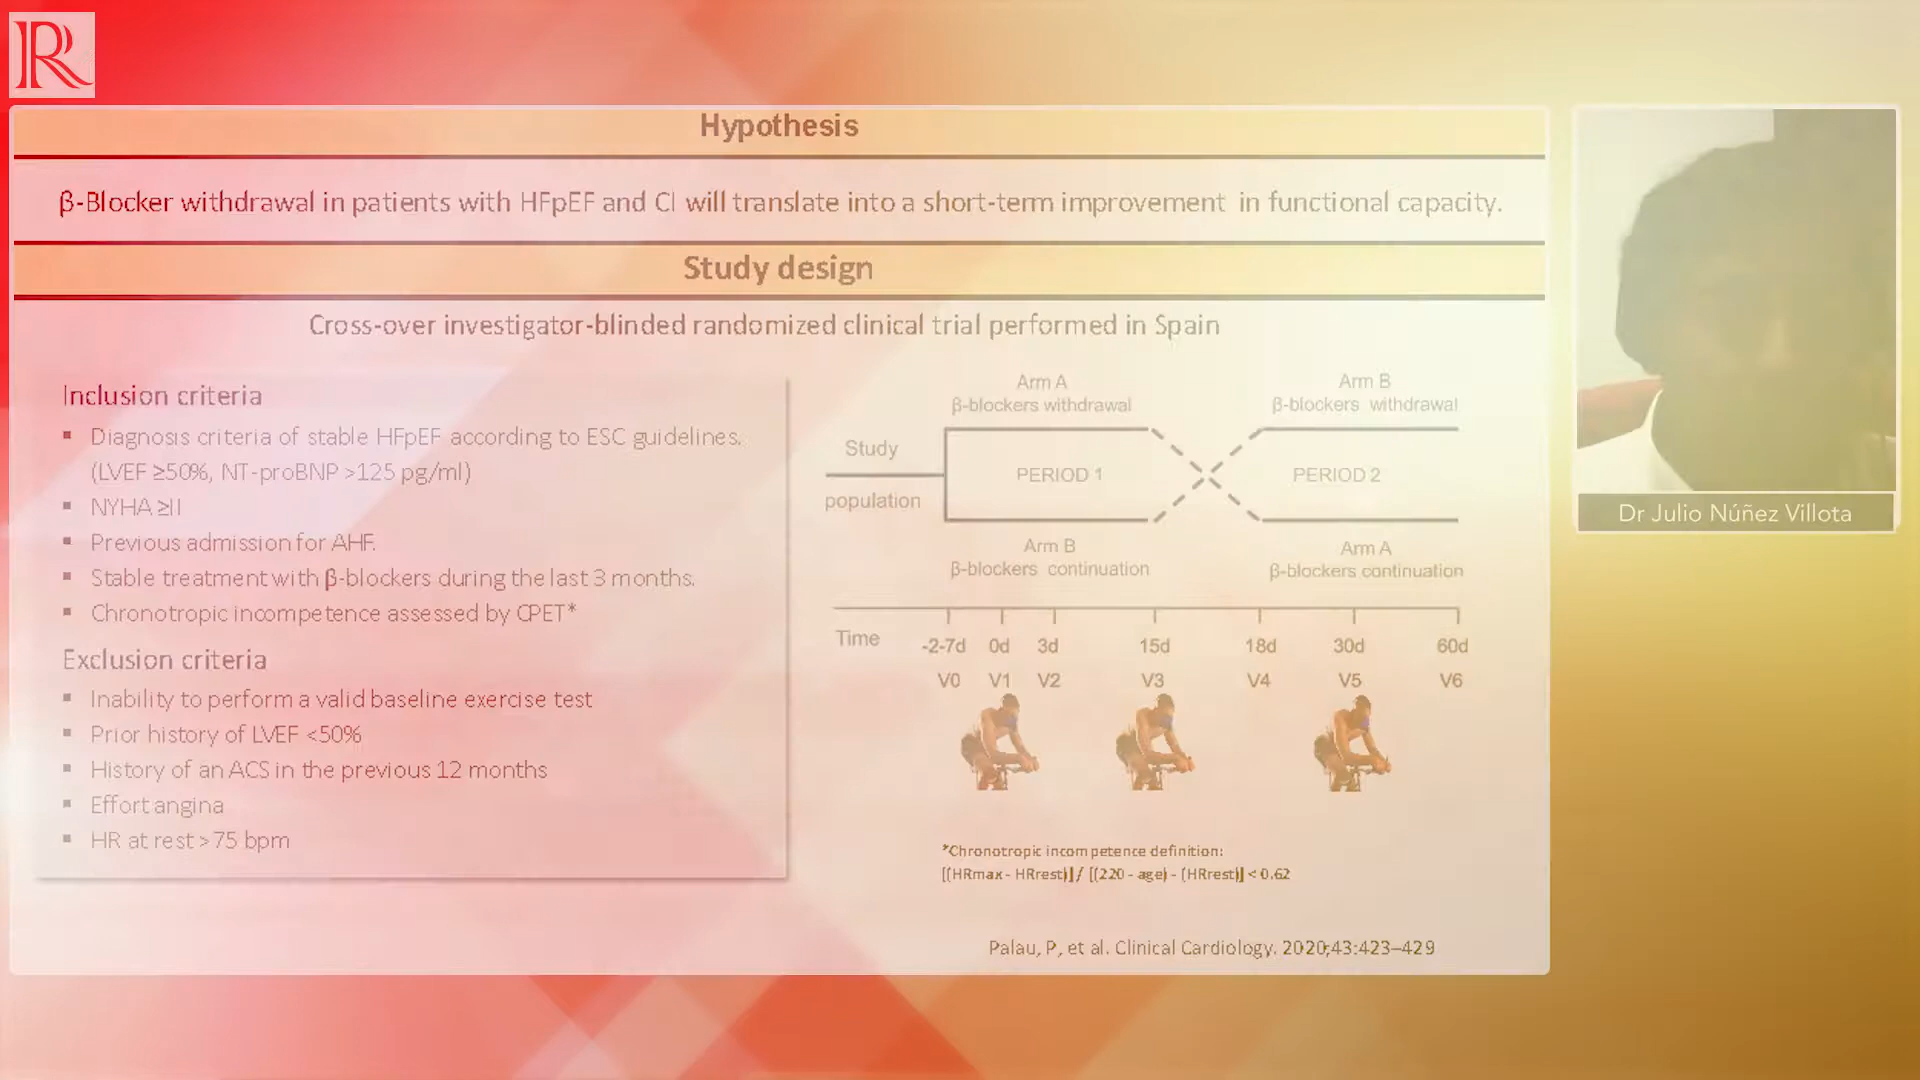 R
Hypothesis
β-Blocker withdrawal in patients with HFpEF and CI will translate into a short-term improvement in functional capacity.
Study design
Cross-over investigator-blinded randomized clinical trial performed in Spain
Inclusion criteria
▪ Diagnosis criteria of stable HFpEF according to ESC guidelines.
(LVEF ≥50%, NT-proBNP >125 pg/ml)
▪ NYHA ≥II
▪ Previous admission for AHF.
▪ Stable treatment with β-blockers during the last 3 months.
▪ Chronotropic incompetence assessed by CPET*
Exclusion criteria
▪ Inability to perform a valid baseline exercise test
▪ Prior history of LVEF <50%
▪ History of an ACS in the previous 12 months
▪ Effort angina
▪ HR at rest >75 bpm
Arm A
β-blockers withdrawal
Arm B
β-blockers withdrawal
Study
population
PERIOD 1
PERIOD 2
Arm B
β-blockers continuation
Arm A
β-blockers continuation
Time
-2-7d 0d 3d 15d 18d 30d 60d
V0 V1 V2 V3 V4 V5 V6
*Chronotropic incompetence definition:
[(HRmax - HRrest)] / [(220 - age) - (HRrest)] < 0.62
Palau, P, et al. Clinical Cardiology. 2020;43:423–429
Dr Julio Núñez Villota